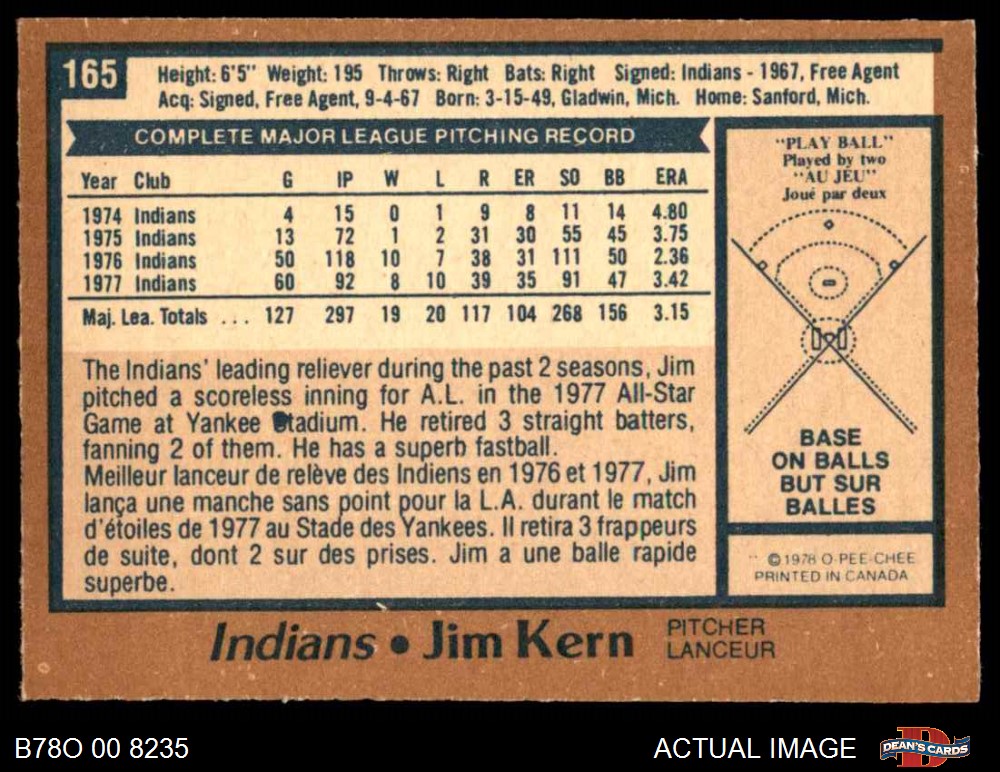 165
Height: 6'5" Weight: 195 Throws: Right Bats: Right Signed: Indians - 1967, Free Agent
Acq: Signed, Free Agent, 9-4-67 Born: 3-15-49, Gladwin, Mich. Home: Sanford, Mich.
COMPLETE MAJOR LEAGUE PITCHING RECORD
Year Club G IP W L R ER SO BB ERA
1974 Indians 4 15 0 1 9 8 11 14 4.80
1975 Indians 13 72 1 2 31 30 55 45 3.75
1976 Indians 50 118 10 7 38 31 111 50 2.36
1977 Indians 60 92 8 10 39 35 91 47 3.42
Maj. Lea. Totals ... 127 297 19 20 117 104 268 156 3.15
The Indians' leading reliever during the past 2 seasons, Jim
pitched a scoreless inning for A.L. in the 1977 All-Star
Game at Yankee Stadium. He retired 3 straight batters,
fanning 2 of them. He has a superb fastball.
Meilleur lanceur de relève des Indiens en 1976 et 1977, Jim
lança une manche sans point pour la L.A. durant le match
d'étoiles de 1977 au Stade des Yankees. Il retira 3 frappeurs
de suite, dont 2 sur des prises. Jim a une balle rapide
superbe.
"PLAY BALL"
Played by two
"AU JEU"
Joué par deux
BASE
ON BALLS
BUT SUR
BALLES
©1978 O-PEE-CHEE
PRINTED IN CANADA
Indians • Jim Kern
PITCHER
LANCEUR
B78O 00 8235
ACTUAL IMAGE
DEAN'S CARDS